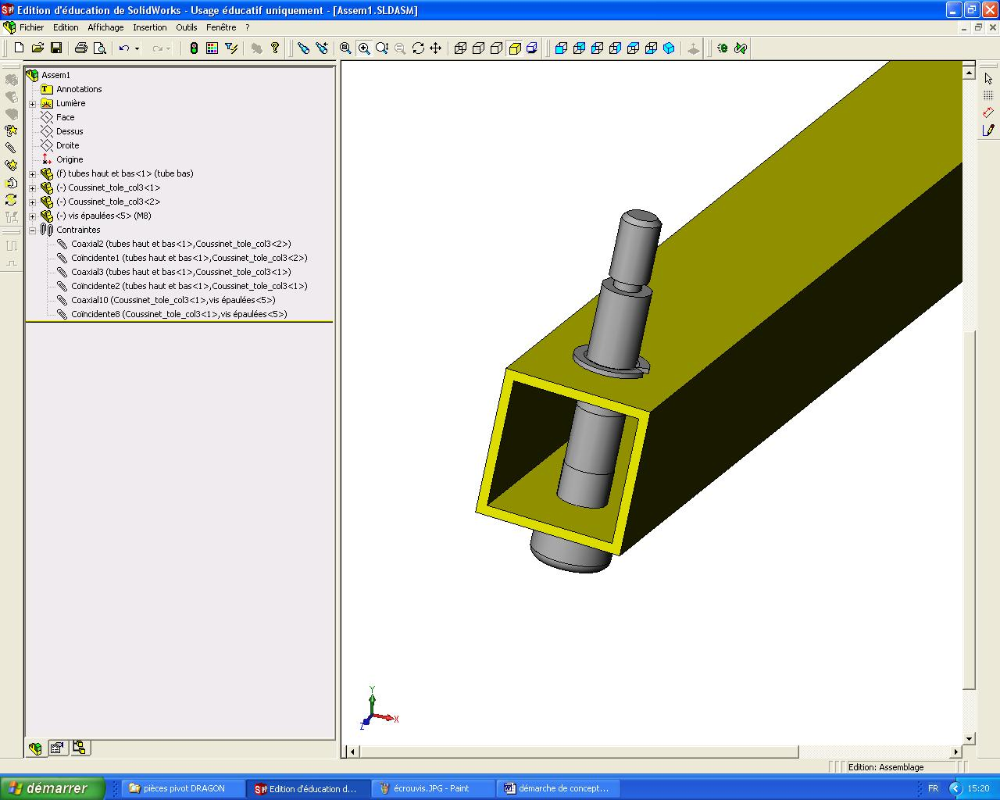 Edition d'éducation de SolidWorks - Usage éducatif uniquement - [Assem1.SLDASM]
Fichier Edition Affichage Insertion Outils Fenêtre ?
Assem1
Annotations
Lumière
Face
Dessus
Droite
Origine
(f) tubes haut et bas<1> (tube bas)
(-) Coussinet_tole_col3<1>
(-) Coussinet_tole_col3<2>
(-) vis épaulées<5> (M8)
Contraintes
Coaxial2 (tubes haut et bas<1>,Coussinet_tole_col3<2>)
Coïncidente1 (tubes haut et bas<1>,Coussinet_tole_col3<2>)
Coaxial3 (tubes haut et bas<1>,Coussinet_tole_col3<1>)
Coïncidente2 (tubes haut et bas<1>,Coussinet_tole_col3<1>)
Coaxial10 (Coussinet_tole_col3<1>,vis épaulées<5>)
Coïncidente8 (Coussinet_tole_col3<1>,vis épaulées<5>)
Y
X
Z
Edition: Assemblage
démarrer pièces pivot DRAGON Edition d'éducation d... écrouvis.JPG - Paint démarche de concept... FR 15:20